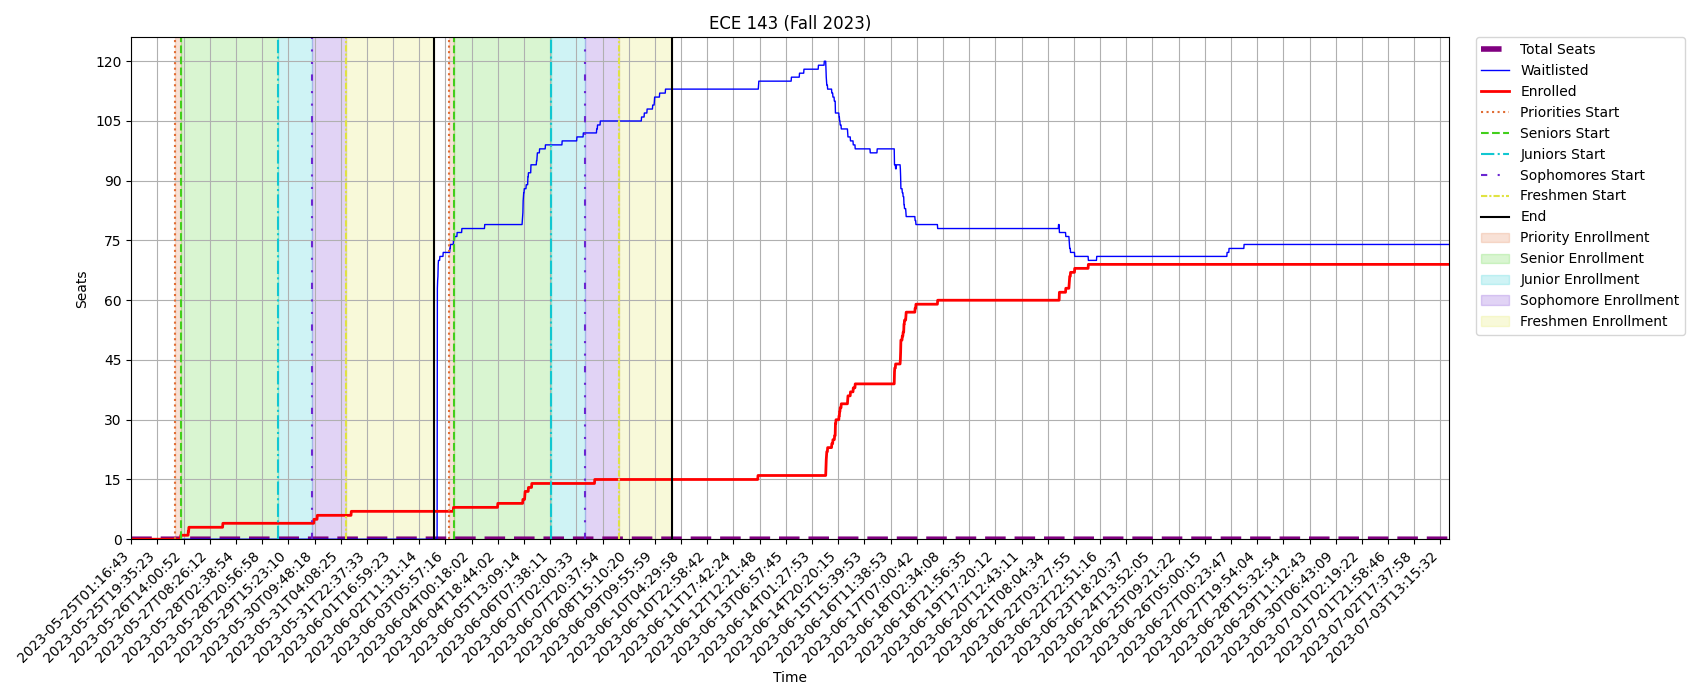 ECE 143 (Fall 2023)
120
105
90
75
60
45
30
15
0
Seats
2023-05-25T01:16:43
2023-05-25T19:35:23
2023-05-26T14:00:52
2023-05-27T08:26:12
2023-05-28T02:38:54
2023-05-28T20:56:58
2023-05-29T15:23:10
2023-05-30T09:48:18
2023-05-31T04:08:25
2023-05-31T22:37:33
2023-06-01T16:59:23
2023-06-02T11:31:14
2023-06-03T05:57:16
2023-06-04T00:18:02
2023-06-04T18:44:02
2023-06-05T13:09:14
2023-06-06T07:38:11
2023-06-07T02:00:33
2023-06-07T20:37:54
2023-06-08T15:10:20
2023-06-09T09:55:59
2023-06-10T04:29:58
2023-06-10T22:58:42
2023-06-11T17:42:24
2023-06-12T12:21:48
2023-06-13T06:57:45
2023-06-14T01:27:53
2023-06-14T20:20:15
2023-06-15T15:39:53
2023-06-16T11:38:53
2023-06-17T07:00:42
2023-06-18T02:34:08
2023-06-18T21:56:35
2023-06-19T17:20:12
2023-06-20T12:43:11
2023-06-21T08:04:34
2023-06-22T03:27:55
2023-06-22T22:51:16
2023-06-23T18:20:37
2023-06-24T13:52:05
2023-06-25T09:21:22
2023-06-26T05:00:15
2023-06-27T00:23:47
2023-06-27T19:54:04
2023-06-28T15:32:54
2023-06-29T11:12:43
2023-06-30T06:43:09
2023-07-01T02:19:22
2023-07-01T21:58:46
2023-07-02T17:37:58
2023-07-03T13:15:32
Time
Total Seats
Waitlisted
Enrolled
Priorities Start
Seniors Start
Juniors Start
Sophomores Start
Freshmen Start
End
Priority Enrollment
Senior Enrollment
Junior Enrollment
Sophomore Enrollment
Freshmen Enrollment